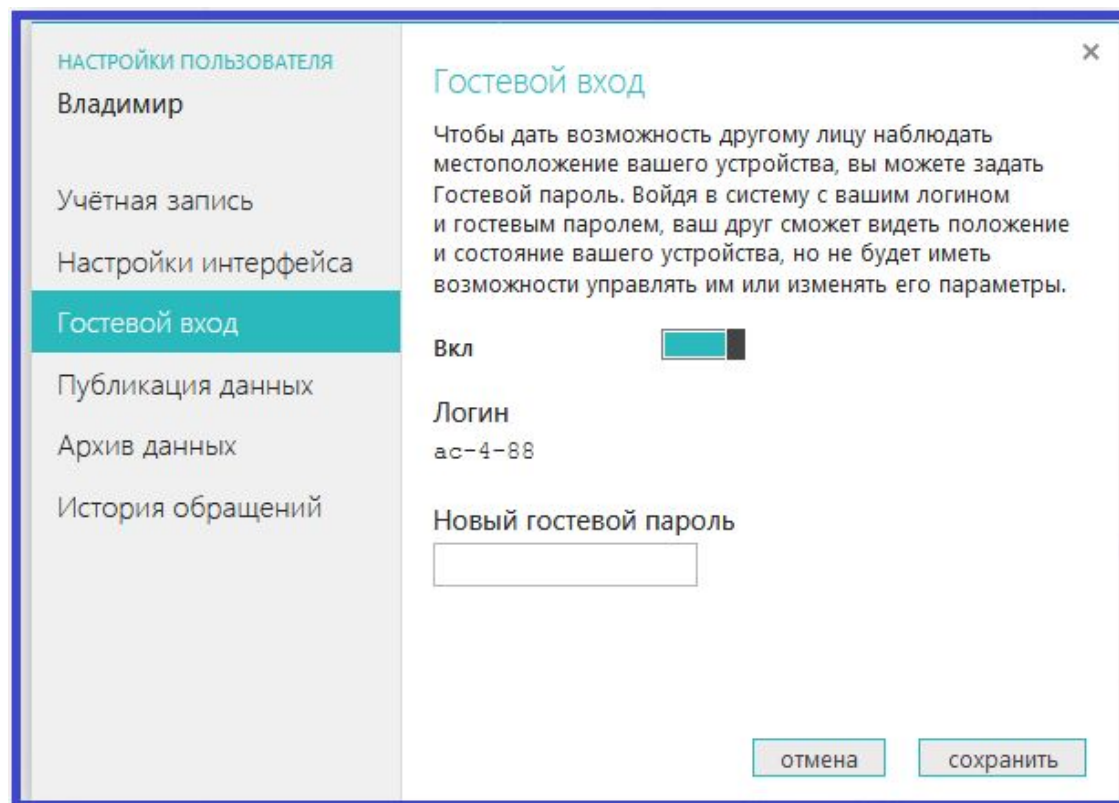 НАСТРОЙКИ ПОЛЬЗОВАТЕЛЯ
Владимир
Учётная запись
Настройки интерфейса
Гостевой вход
Публикация данных
Архив данных
История обращений
Гостевой вход
Чтобы дать возможность другому лицу наблюдать
местоположение вашего устройства, вы можете задать
Гостевой пароль. Войдя в систему с вашим логином
и гостевым паролем, ваш друг сможет видеть положение
и состояние вашего устройства, но не будет иметь
возможности управлять им или изменять его параметры.
Вкл
Логин
ac-4-88
Новый гостевой пароль
отмена
сохранить